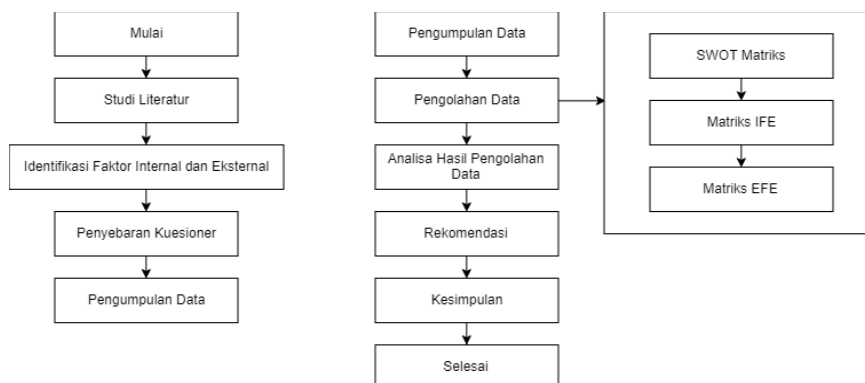 Mulai
Studi Literatur
Identifikasi Faktor Internal dan Eksternal
Penyebaran Kuesioner
Pengumpulan Data
Pengumpulan Data
Pengolahan Data
Analisa Hasil Pengolahan
Data
Rekomendasi
Kesimpulan
Selesai
SWOT Matriks
Matriks IFE
Matriks EFE